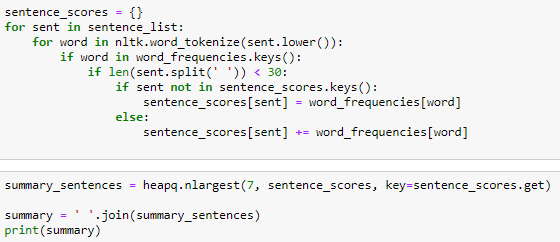 sentence_scores = {}
for sent in sentence_list:
    for word in nltk.word_tokenize(sent.lower()):
        if word in word_frequencies.keys():
            if len(sent.split(' ')) < 30:
                if sent not in sentence_scores.keys():
                    sentence_scores[sent] = word_frequencies[word]
                else:
                    sentence_scores[sent] += word_frequencies[word]
summary_sentences = heapq.nlargest(7, sentence_scores, key=sentence_scores.get)
summary = ' '.join(summary_sentences)
print(summary)